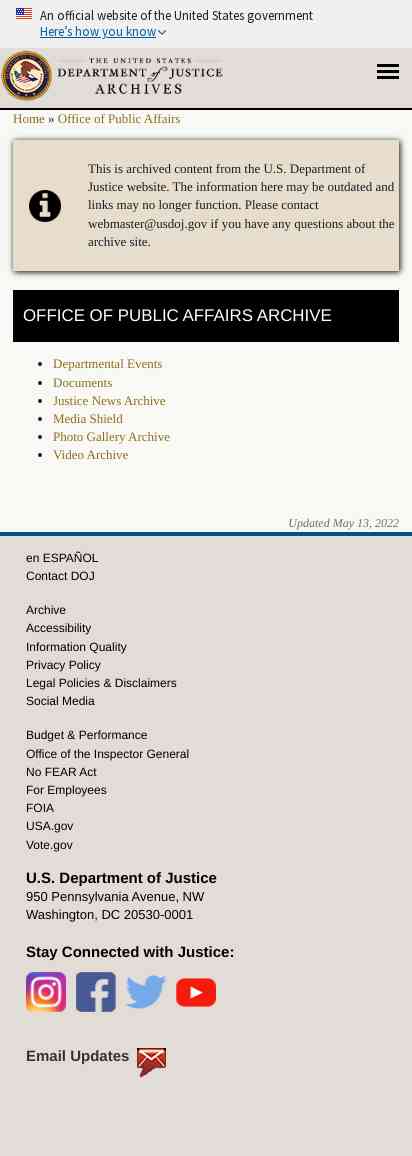 An official website of the United States government
Here's how you know
THE UNITED STATES
DEPARTMENT of JUSTICE
ARCHIVES
Home » Office of Public Affairs
This is archived content from the U.S. Department of
Justice website. The information here may be outdated and
links may no longer function. Please contact
webmaster@usdoj.gov if you have any questions about the
archive site.
OFFICE OF PUBLIC AFFAIRS ARCHIVE
Departmental Events
Documents
Justice News Archive
Media Shield
Photo Gallery Archive
Video Archive
Updated May 13, 2022
en ESPAÑOL
Contact DOJ
Archive
Accessibility
Information Quality
Privacy Policy
Legal Policies & Disclaimers
Social Media
Budget & Performance
Office of the Inspector General
No FEAR Act
For Employees
FOIA
USA.gov
Vote.gov
U.S. Department of Justice
950 Pennsylvania Avenue, NW
Washington, DC 20530-0001
Stay Connected with Justice:
Email Updates